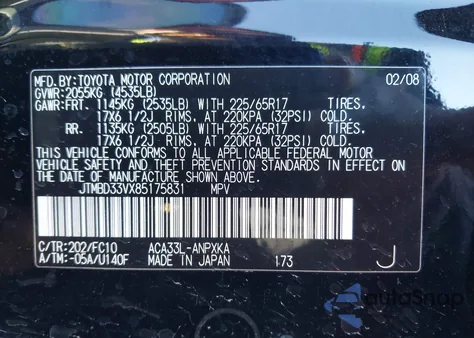 MFD.BY:TOYOTA MOTOR CORPORATION 02/08
GVWR:2055KG (4535LB)
GAWR:FRT. 1145KG (2535LB) WITH 225/65R17 TIRES.
17X6 1/2J RIMS, AT 220KPA (32PSI) COLD.
RR. 1135KG (2505LB) WITH 225/65R17 TIRES.
17X6 1/2J RIMS, AT 220KPA (32PSI) COLD.
THIS VEHICLE CONFORMS TO ALL APPLICABLE FEDERAL MOTOR
VEHICLE SAFETY AND THEFT PREVENTION STANDARDS IN EFFECT ON
THE DATE OF MANUFACTURE SHOWN ABOVE.
JTMBD33VX85175831 MPV
C/TR:202/FC10 ACA33L-ANPXKA
A/TM:-05A/U140F MADE IN JAPAN 173 J
autoSnap